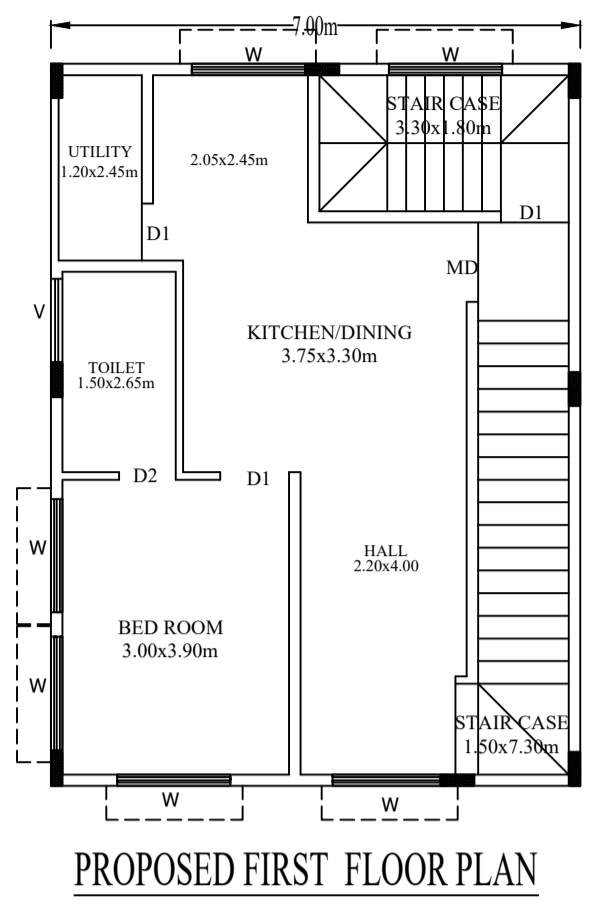 7.00m
W
W
STAIR CASE
3.30x1.80m
UTILITY
1.20x2.45m
2.05x2.45m
D1
D1
MD
V
KITCHEN/DINING
3.75x3.30m
TOILET
1.50x2.65m
D2
D1
W
HALL
2.20x4.00
BED ROOM
3.00x3.90m
W
STAIR CASE
1.50x7.30m
W
W
PROPOSED FIRST FLOOR PLAN